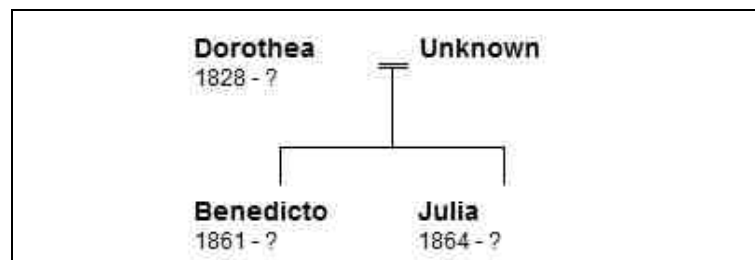 Dorothea
1828 - ?
Unknown
Benedicto
1861 - ?
Julia
1864 - ?